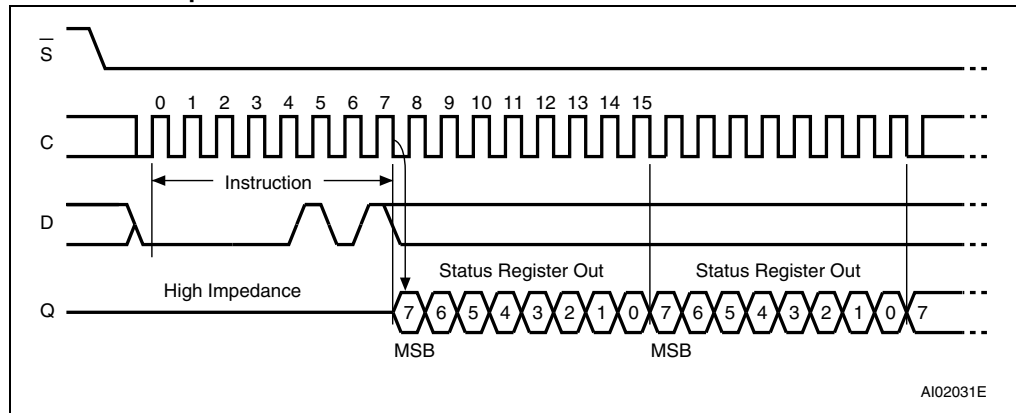 S
0 1 2 3 4 5 6 7 8 9 10 11 12 13 14 15
C
Instruction
D
Status Register Out Status Register Out
High Impedance
Q 7 6 5 4 3 2 1 0 7 6 5 4 3 2 1 0 7
MSB MSB
AI02031E